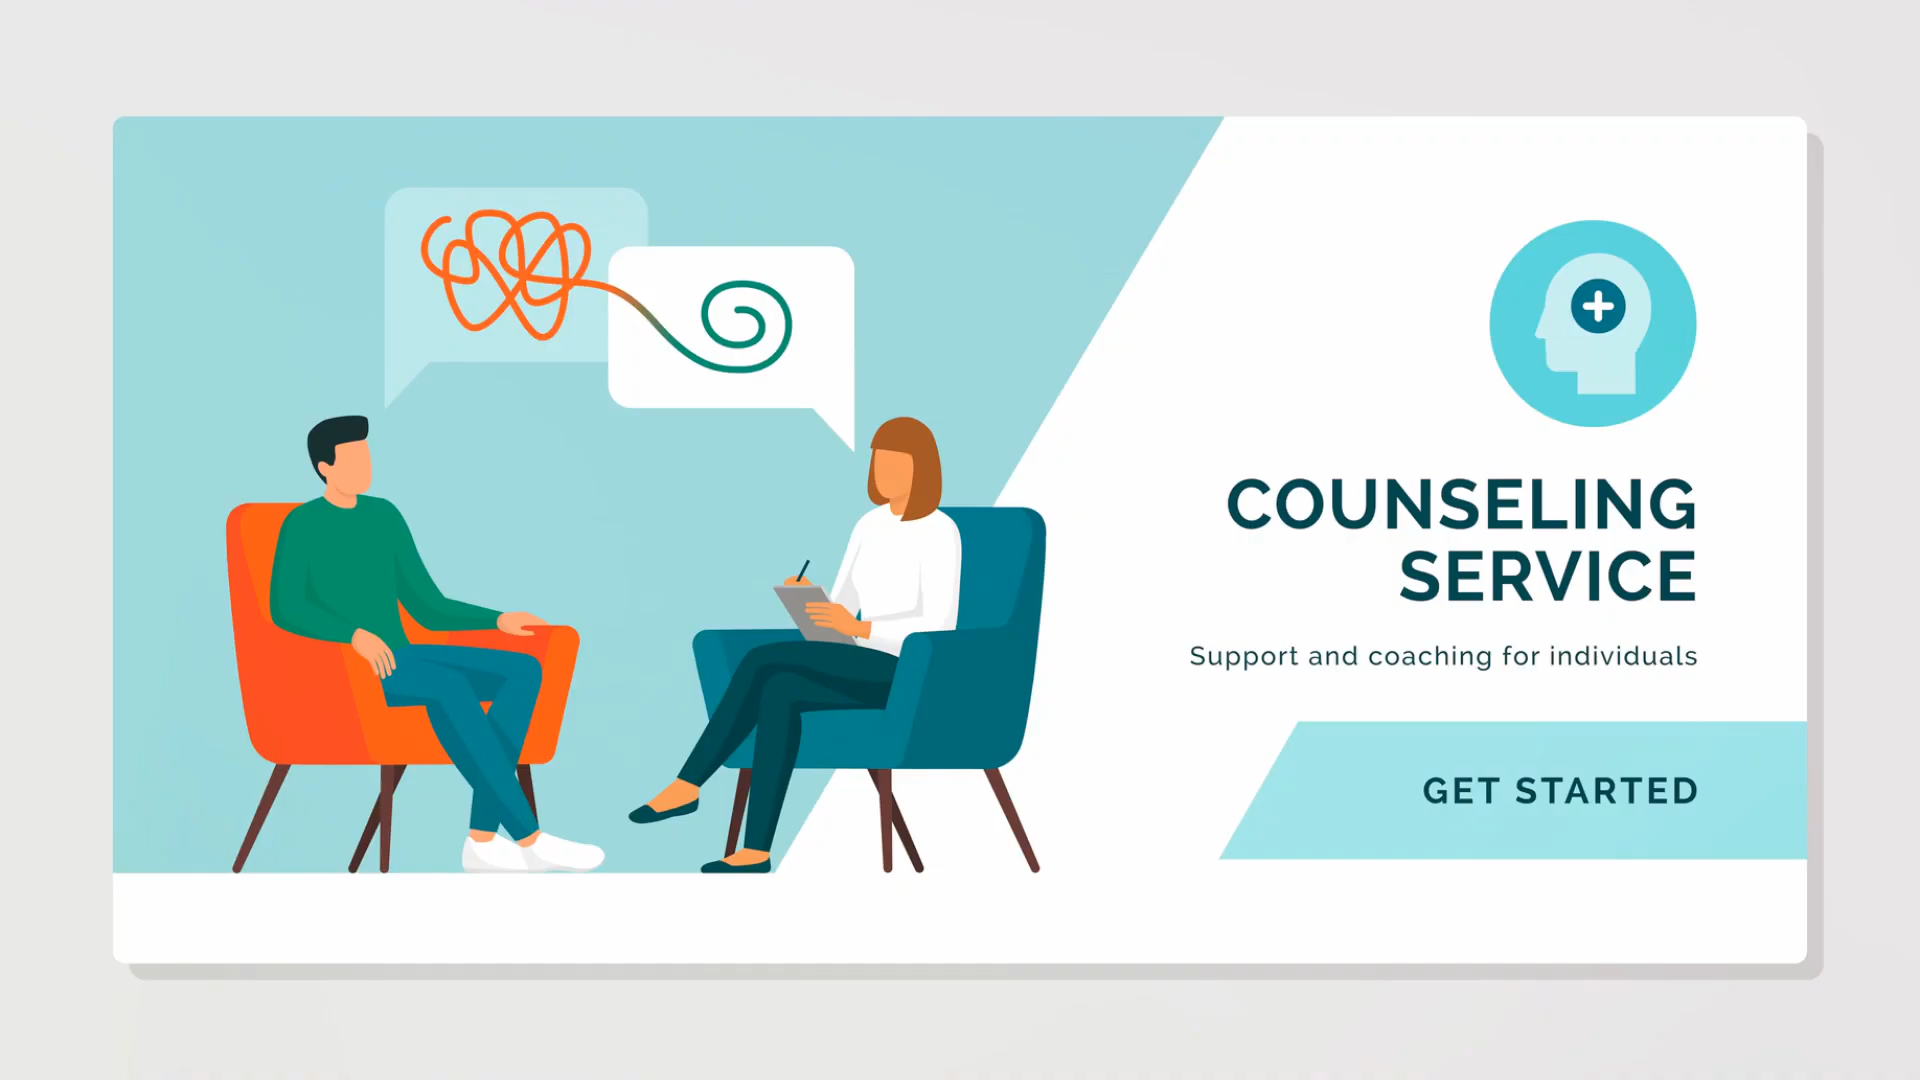 COUNSELING
SERVICE
Support and coaching for individuals
GET STARTED